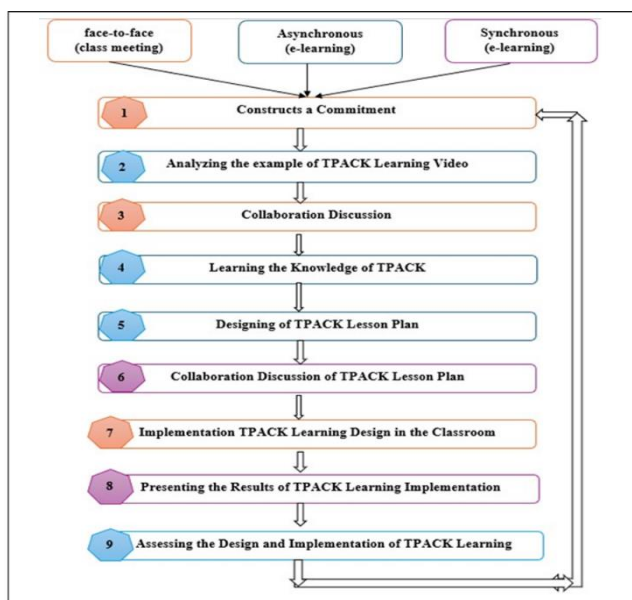 face-to-face
(class meeting)
Asynchronous
(e-learning)
Synchronous
(e-learning)
1 Constructs a Commitment
2 Analyzing the example of TPACK Learning Video
3 Collaboration Discussion
4 Learning the Knowledge of TPACK
5 Designing of TPACK Lesson Plan
6 Collaboration Discussion of TPACK Lesson Plan
7 Implementation TPACK Learning Design in the Classroom
8 Presenting the Results of TPACK Learning Implementation
9 Assessing the Design and Implementation of TPACK Learning